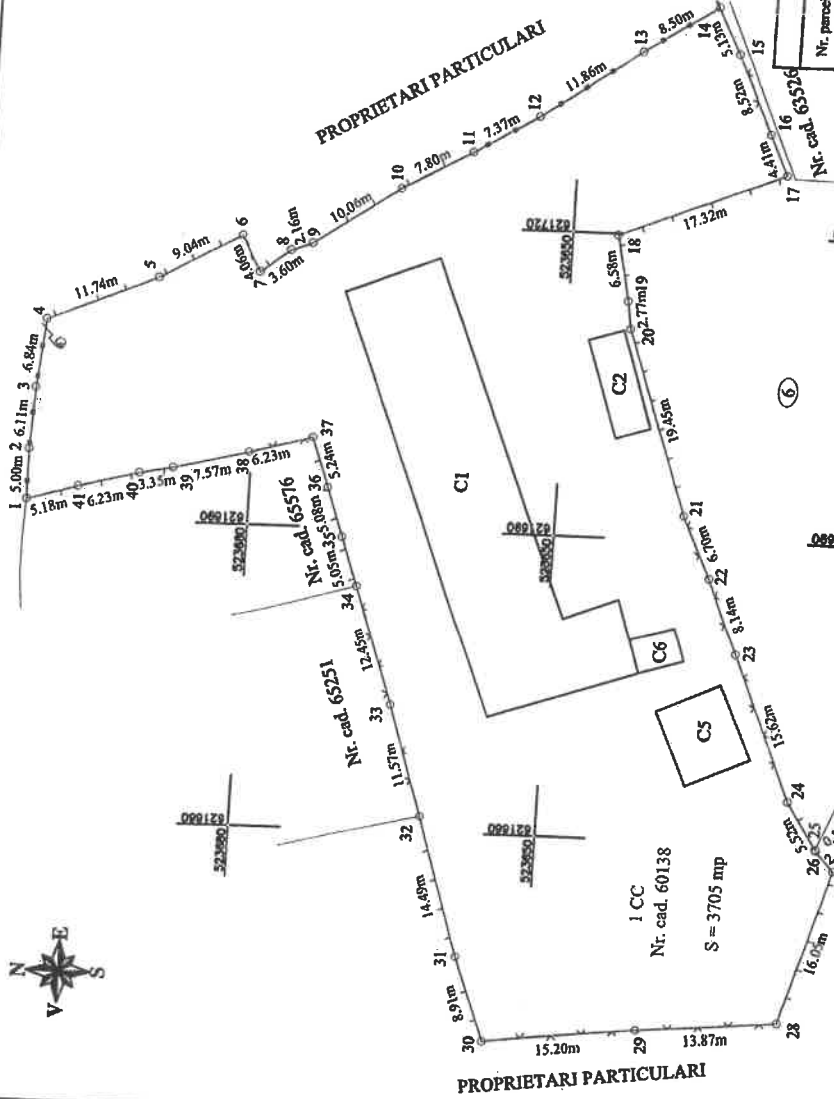 N
V E
S
PROPRIETARI PARTICULARI
1 5.00m 2 6.11m 3 6.84m 4
11.74m
5
9.04m
6
4.06m
7
3.60m
8
2.16m
9
10.06m
10
7.80m
11
7.37m
12
11.86m
13
8.50m
14
5.13m
15
8.52m
16
4.41m
17
Nr. cad. 63526
17.32m
18
6.58m
19
2.77m
20
19.45m
21
6.70m
22
8.14m
23
15.62m
24
5.52m
25
26
16.05m
28
13.87m
29
15.20m
30
8.91m
31
14.49m
32
11.57m
33
12.45m
34
5.05m
35
5.08m
36
5.24m
37
6.23m
38
7.57m
39
3.35m
40
6.23m
41
5.18m
Nr. cad. 65576
Nr. cad. 65251
621690
523680
621660
523680
621720
523650
621690
523650
621660
523650
C1
C2
C6
C5
6
1 CC
Nr. cad. 60138
S = 3705 mp
PROPRIETARI PARTICULARI